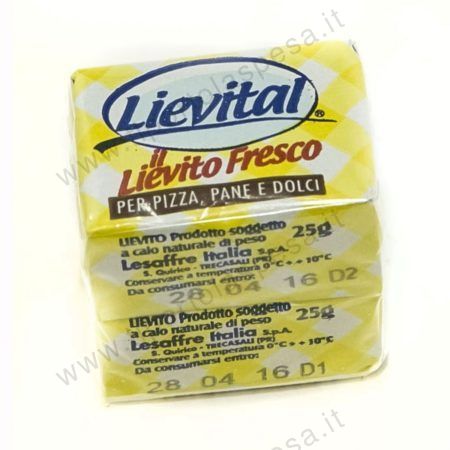 Lievital®
il
Lievito Fresco
PER PIZZA, PANE E DOLCI
LIEVITO Prodotto soggetto
a calo naturale di peso 25g
Lesaffre Italia S.p.A.
S. Quirico - TRECASALI (PR)
Conservare a temperatura 0°C ÷ + 10°C
Da consumarsi entro:
28 04 16 D2
LIEVITO Prodotto soggetto
a calo naturale di peso 25g
Lesaffre Italia S.p.A.
S. Quirico - TRECASALI (PR)
Conservare a temperatura 0°C ÷ + 10°C
Da consumarsi entro:
28 04 16 D1